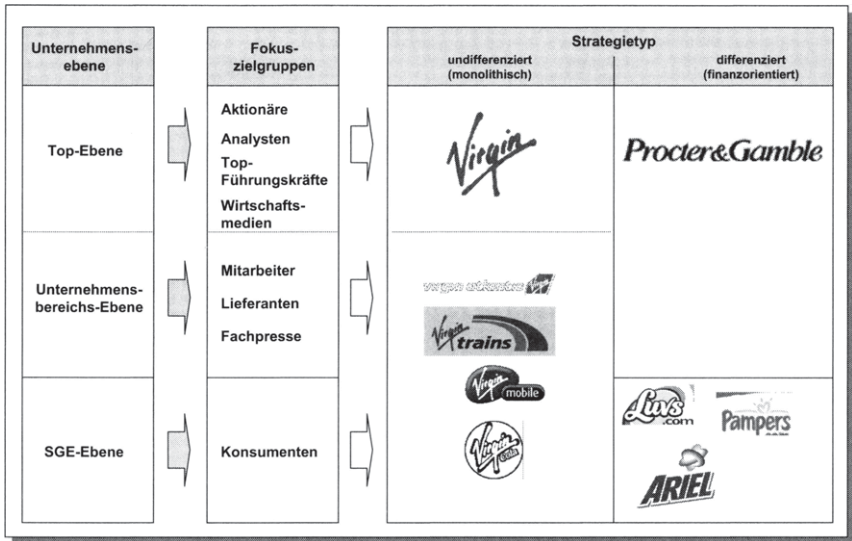 Unternehmens-
ebene
Fokus-
zielgruppen
Strategietyp
undifferenziert
(monolithisch)
differenziert
(finanzorientiert)
Top-Ebene
Aktionäre
Analysten
Top-
Führungskräfte
Wirtschafts-
medien
Virgin
Procter&Gamble
Unternehmens-
bereichs-Ebene
Mitarbeiter
Lieferanten
Fachpresse
virgin atlantic
Virgin
trains
Virgin
mobile
SGE-Ebene
Konsumenten
Virgin
Cola
Luvs
.com
Pampers
ARIEL